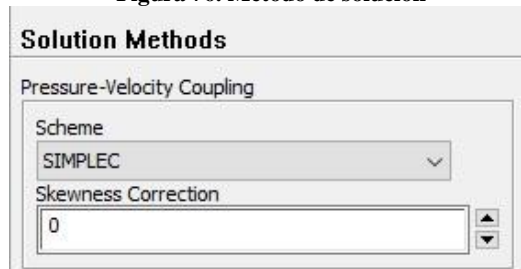 Solution Methods
Pressure-Velocity Coupling
Scheme
SIMPLEC
Skewness Correction
0